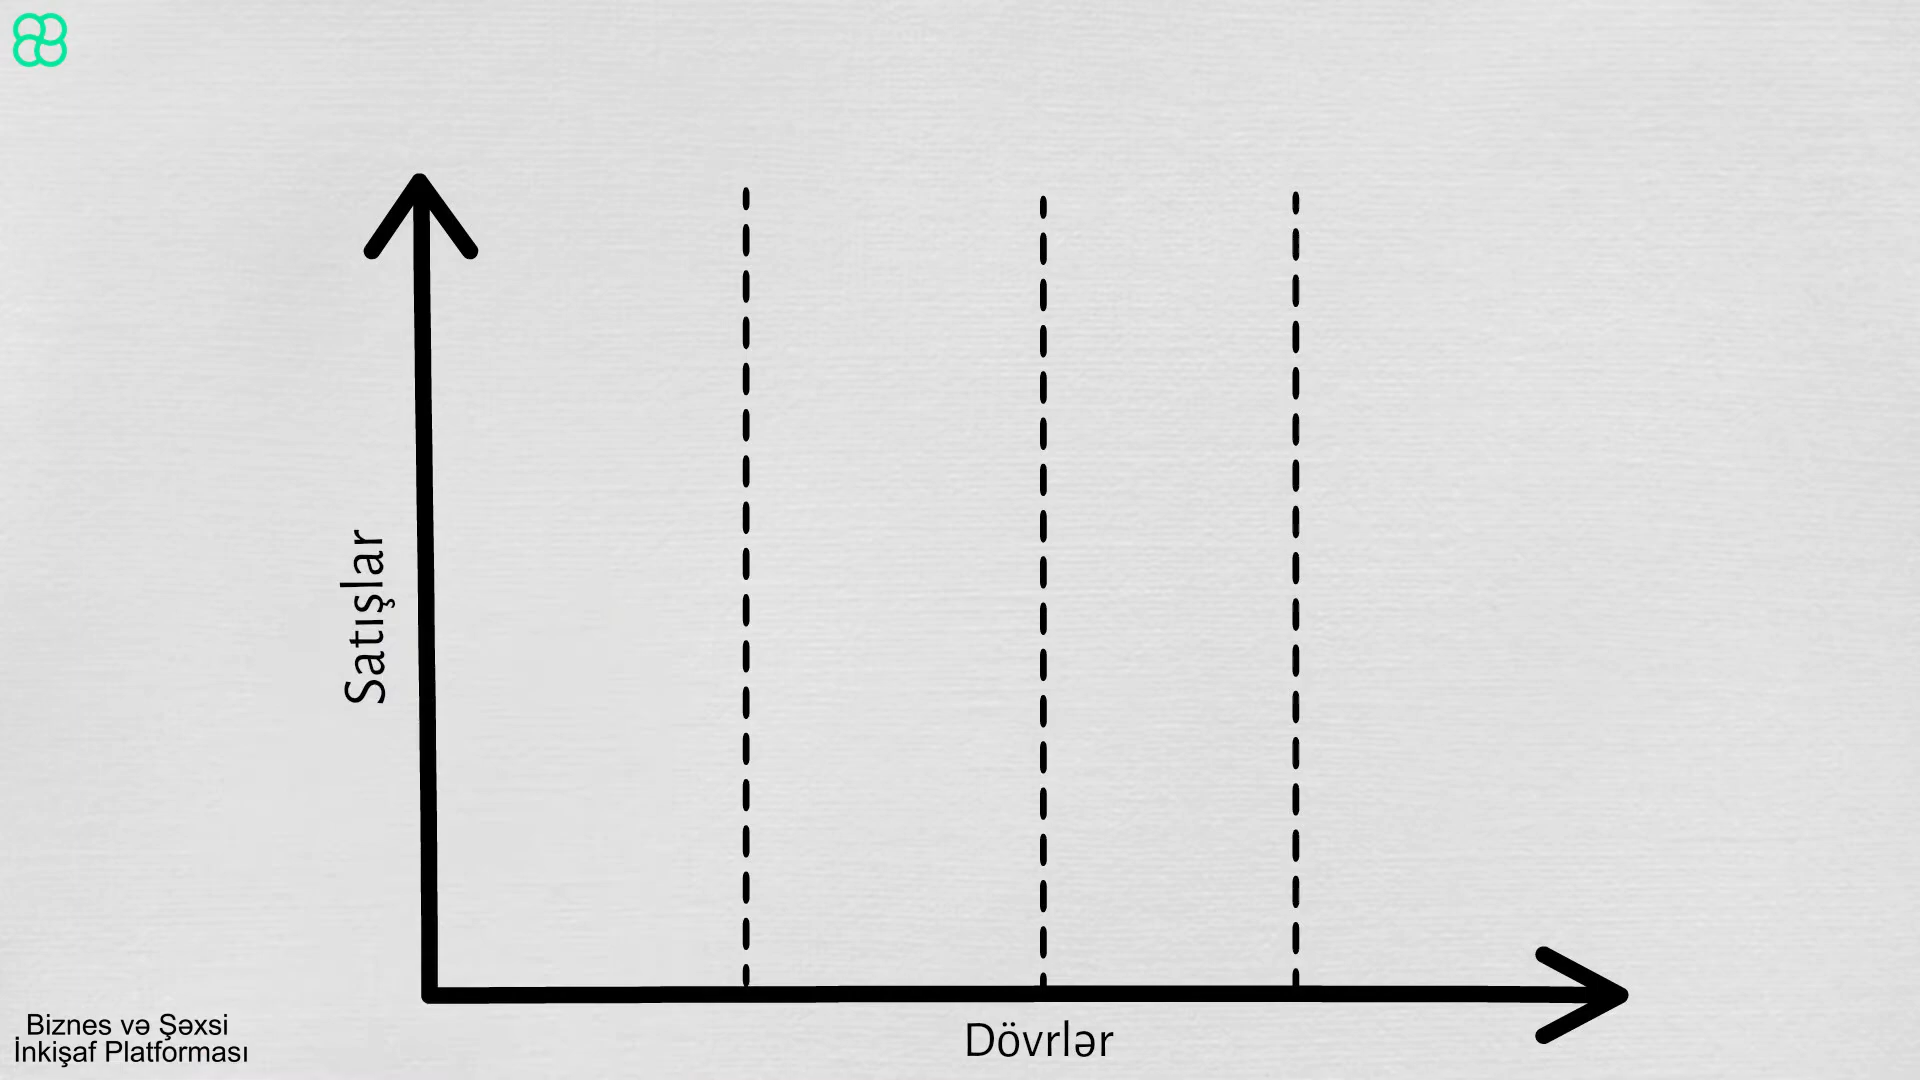 Satışlar
Dövrlər
Biznes və Şəxsi
İnkişaf Platforması